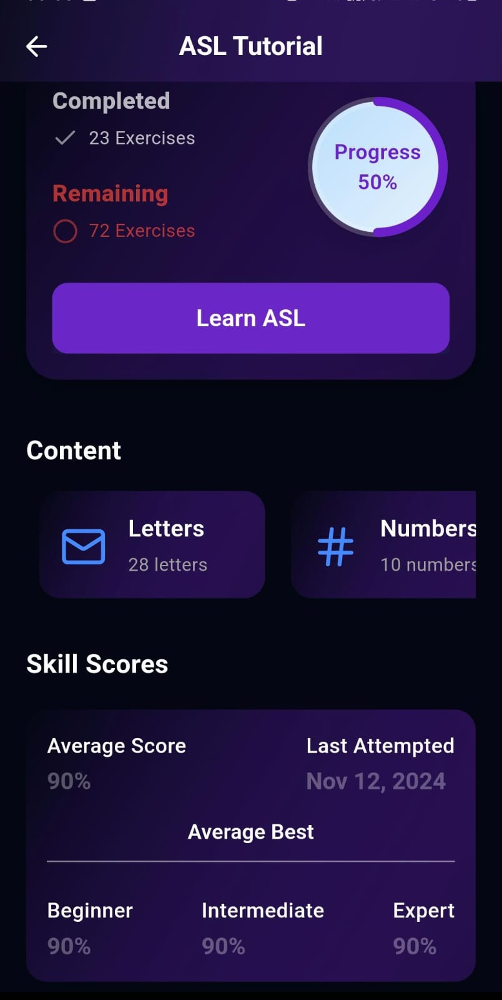 ASL Tutorial
Completed
23 Exercises
Remaining
72 Exercises
Progress
50%
Learn ASL
Content
Letters
28 letters
Numbers
10 numbers
Skill Scores
Average Score
90%
Last Attempted
Nov 12, 2024
Average Best
Beginner
Intermediate
Expert
90%
90%
90%